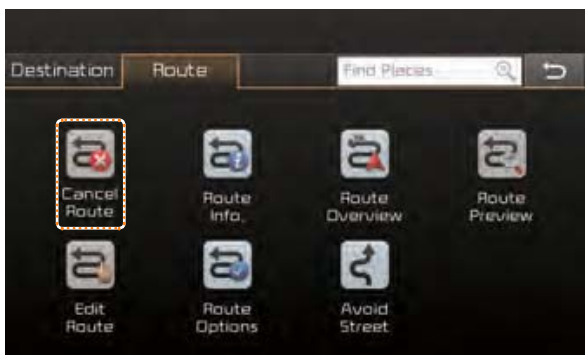 Destination
Route
Find Places
Cancel
Route
Route
Info.
Route
Overview
Route
Preview
Edit
Route
Route
Options
Avoid
Street